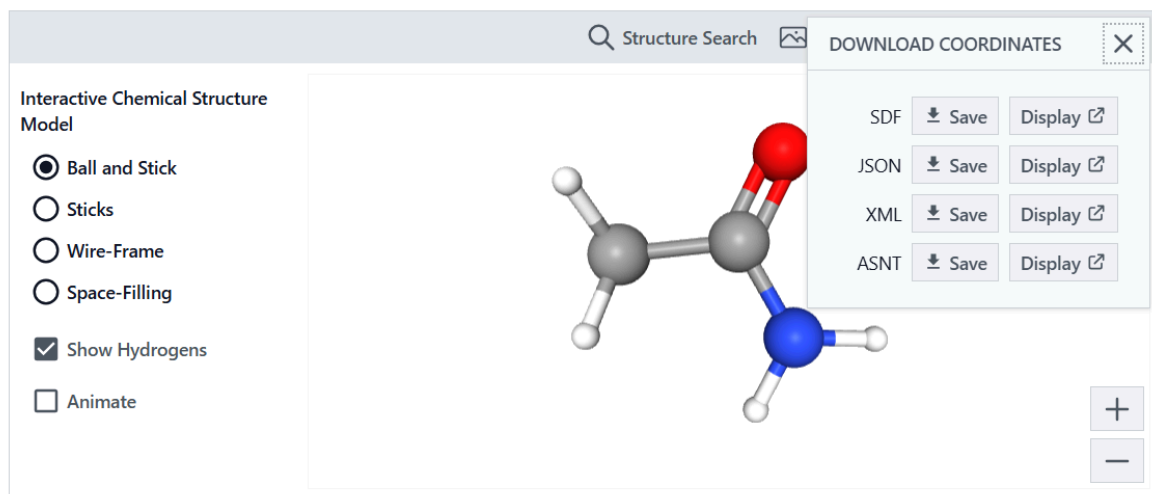 Structure Search
DOWNLOAD COORDINATES
Interactive Chemical Structure
Model
Ball and Stick
Sticks
Wire-Frame
Space-Filling
Show Hydrogens
Animate
SDF Save Display
JSON Save Display
XML Save Display
ASNT Save Display